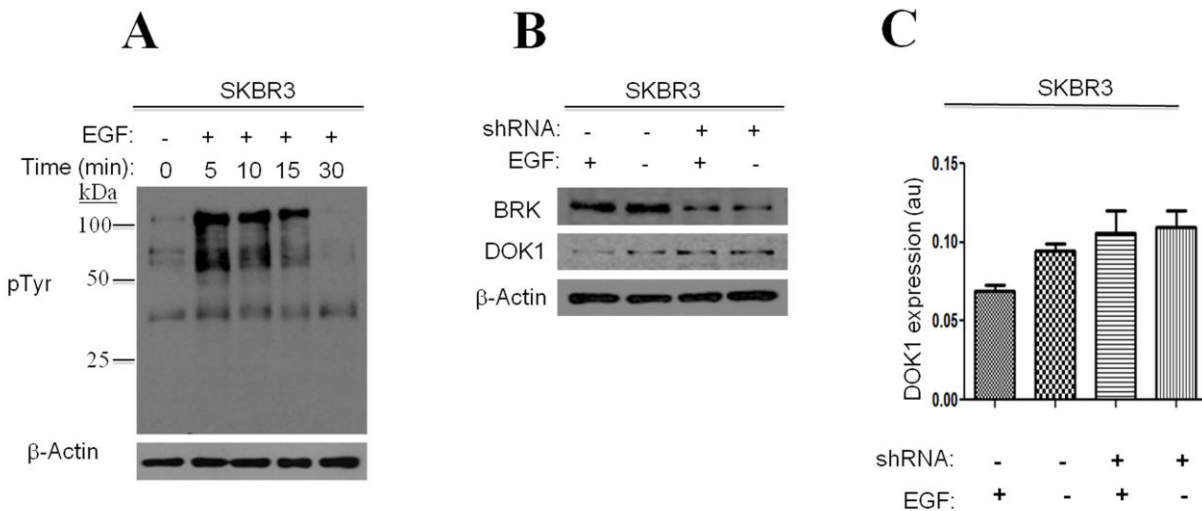 A
SKBR3
EGF: - + + + +
Time (min): 0 5 10 15 30
kDa
100
50
25
pTyr
β-Actin
B
SKBR3
shRNA: - - + +
EGF: + - + -
BRK
DOK1
β-Actin
C
SKBR3
DOK1 expression (au)
0.15
0.10
0.05
0.00
shRNA: - - + +
EGF: + - + -